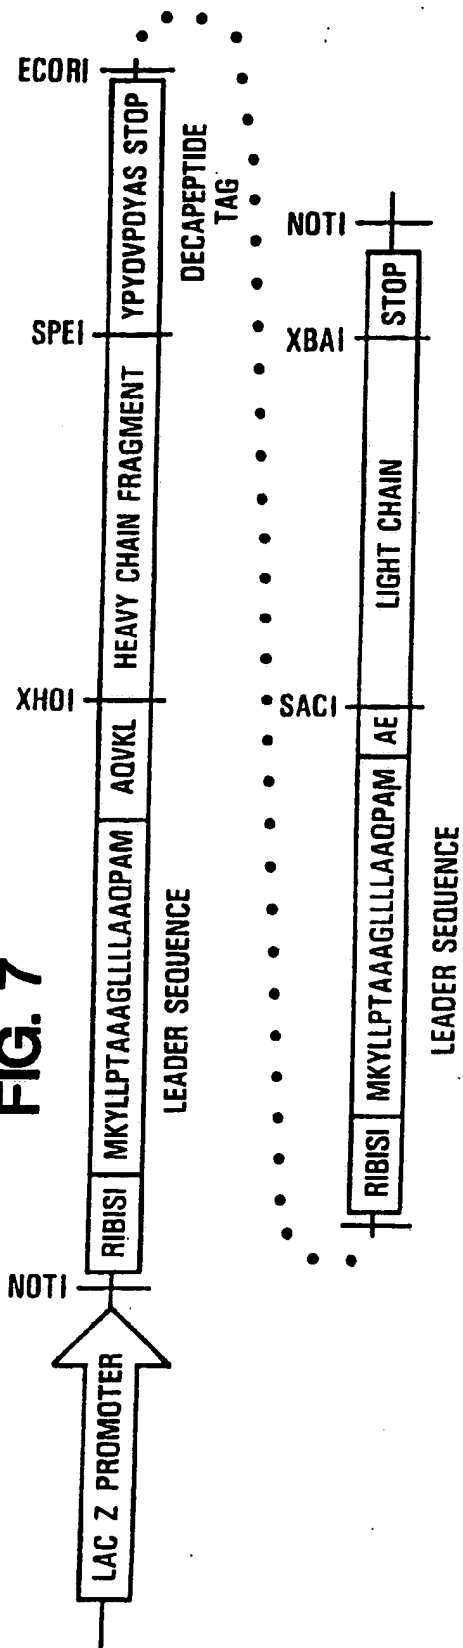 FIG. 7
LAC Z PROMOTER
NOTI
RIBISI
MKYLLPTAAAGLLLLAAQPAM
LEADER SEQUENCE
AQVKL
XHOI
HEAVY CHAIN FRAGMENT
SPEI
YPYDVPDYAS STOP
DECAPEPTIDE
TAG
ECORI
RIBISI
MKYLLPTAAAGLLLLAAQPAM
LEADER SEQUENCE
AE
SACI
LIGHT CHAIN
XBAI
STOP
NOTI